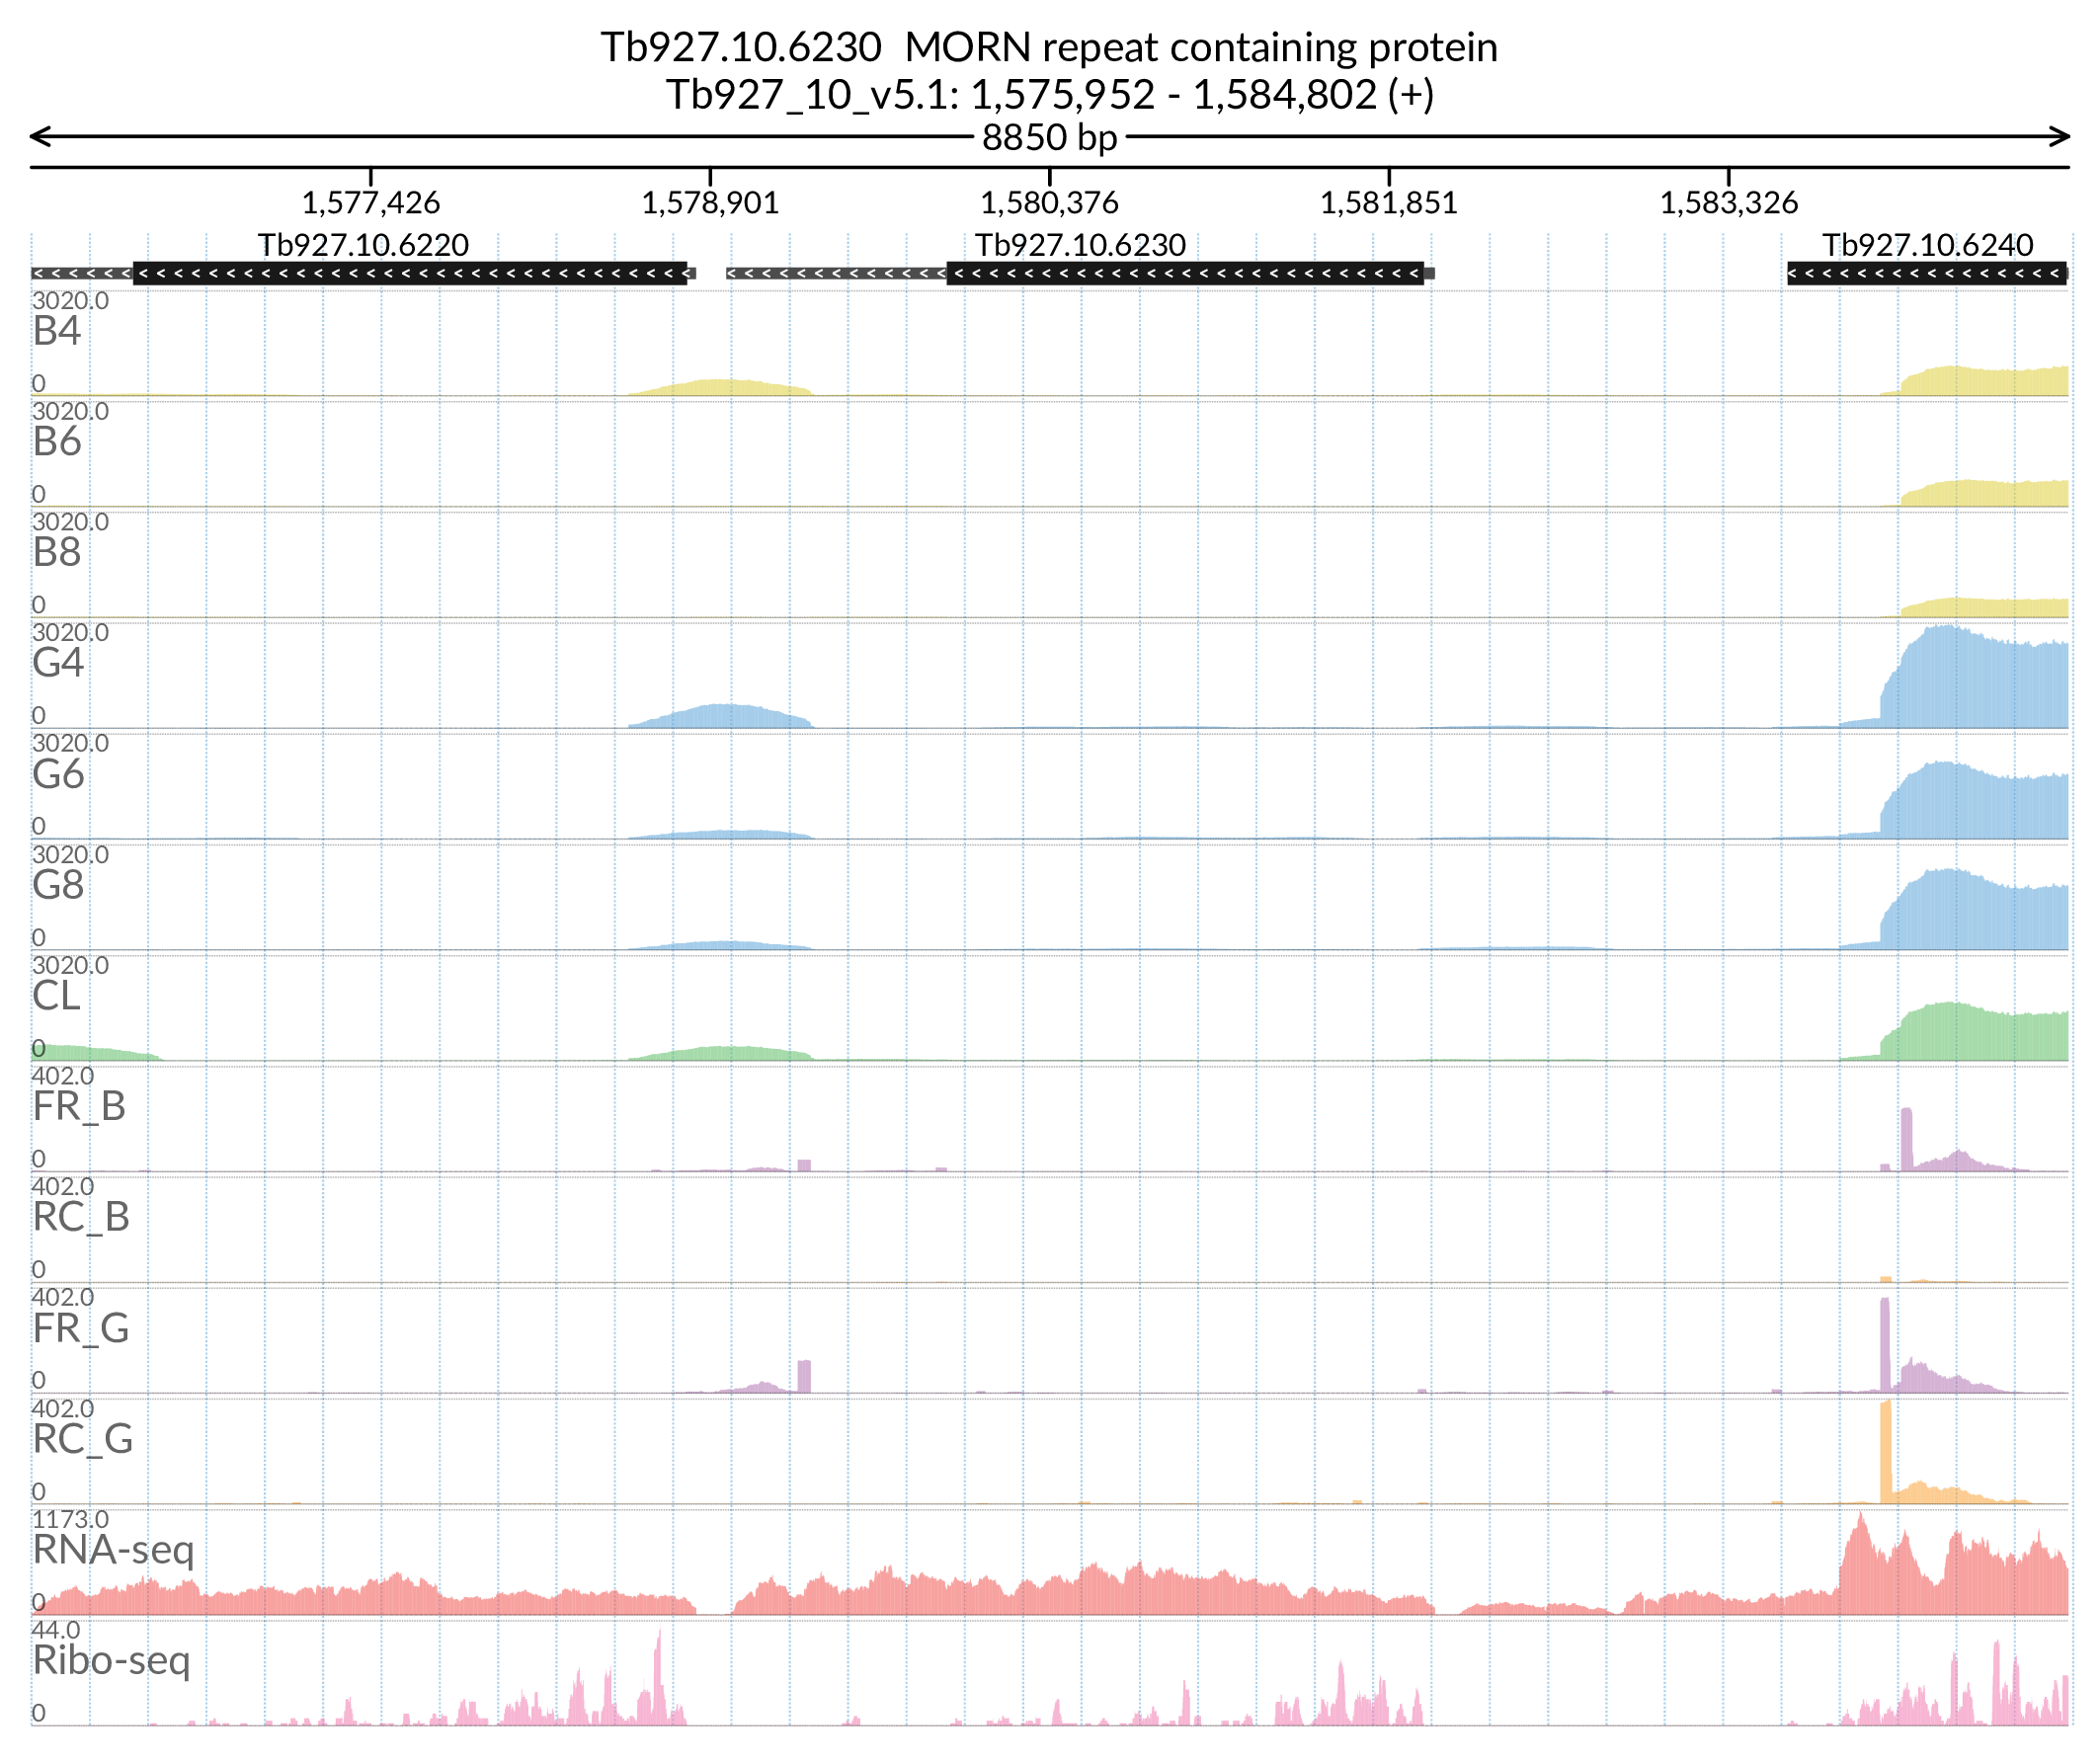 Tb927.10.6230 MORN repeat containing protein
Tb927_10_v5.1: 1,575,952 - 1,584,802 (+)
8850 bp
1,577,426 1,578,901 1,580,376 1,581,851 1,583,326
Tb927.10.6220 Tb927.10.6230 Tb927.10.6240
3020.0
B4
0
3020.0
B6
0
3020.0
B8
0
3020.0
G4
0
3020.0
G6
0
3020.0
G8
0
3020.0
CL
0
402.0
FR_B
0
402.0
RC_B
0
402.0
FR_G
0
402.0
RC_G
0
1173.0
RNA-seq
0
44.0
Ribo-seq
0